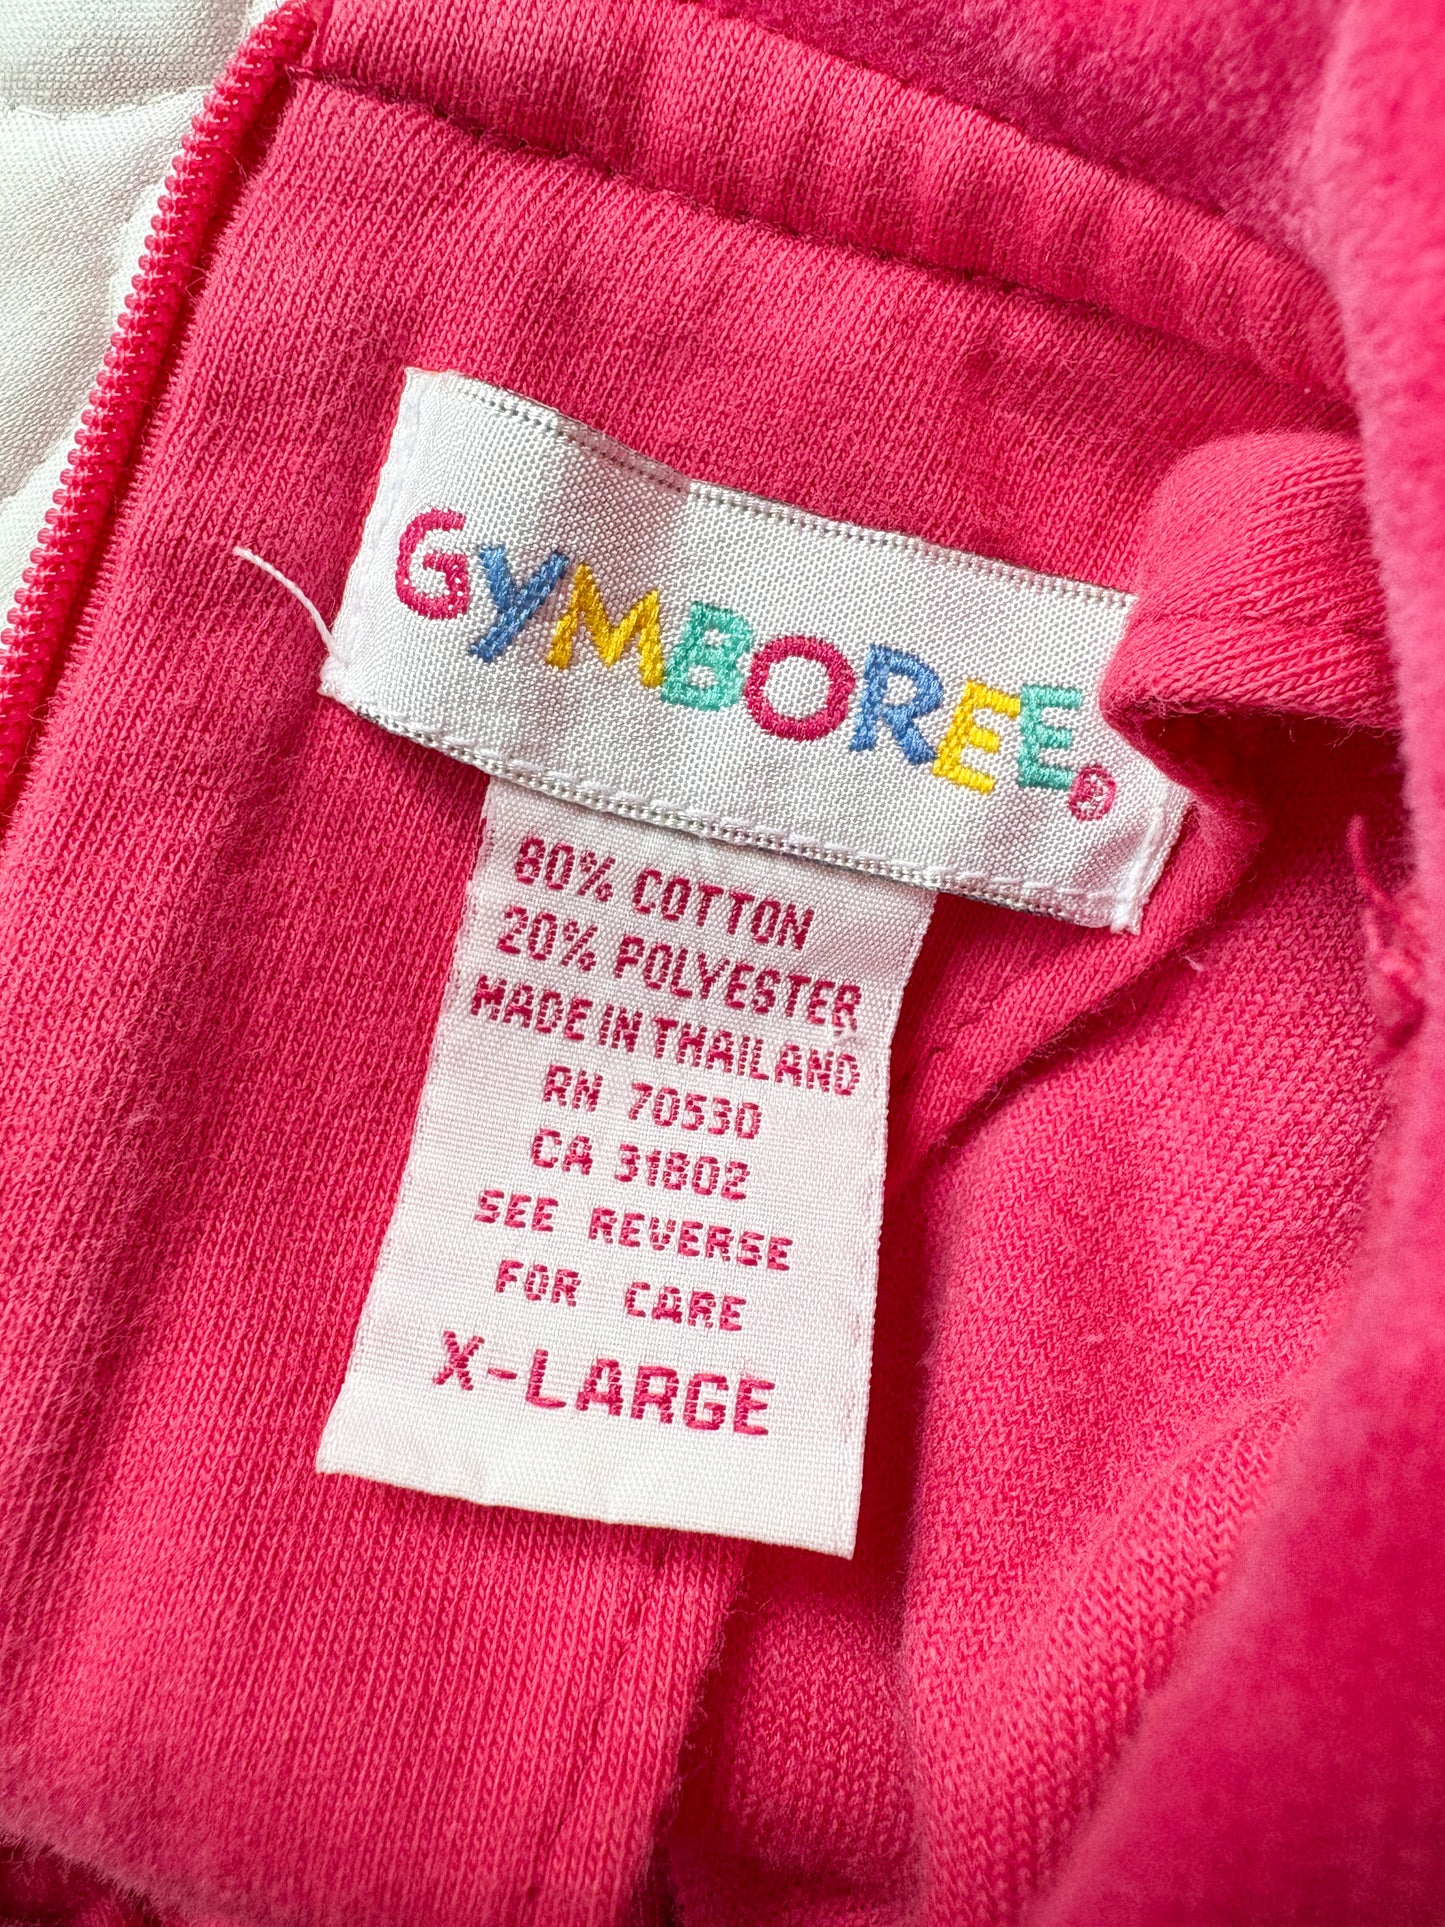 GYMBOREE®
80% COTTON
20% POLYESTER
MADE IN THAILAND
RN 70530
CA 31802
SEE REVERSE
FOR CARE
X-LARGE